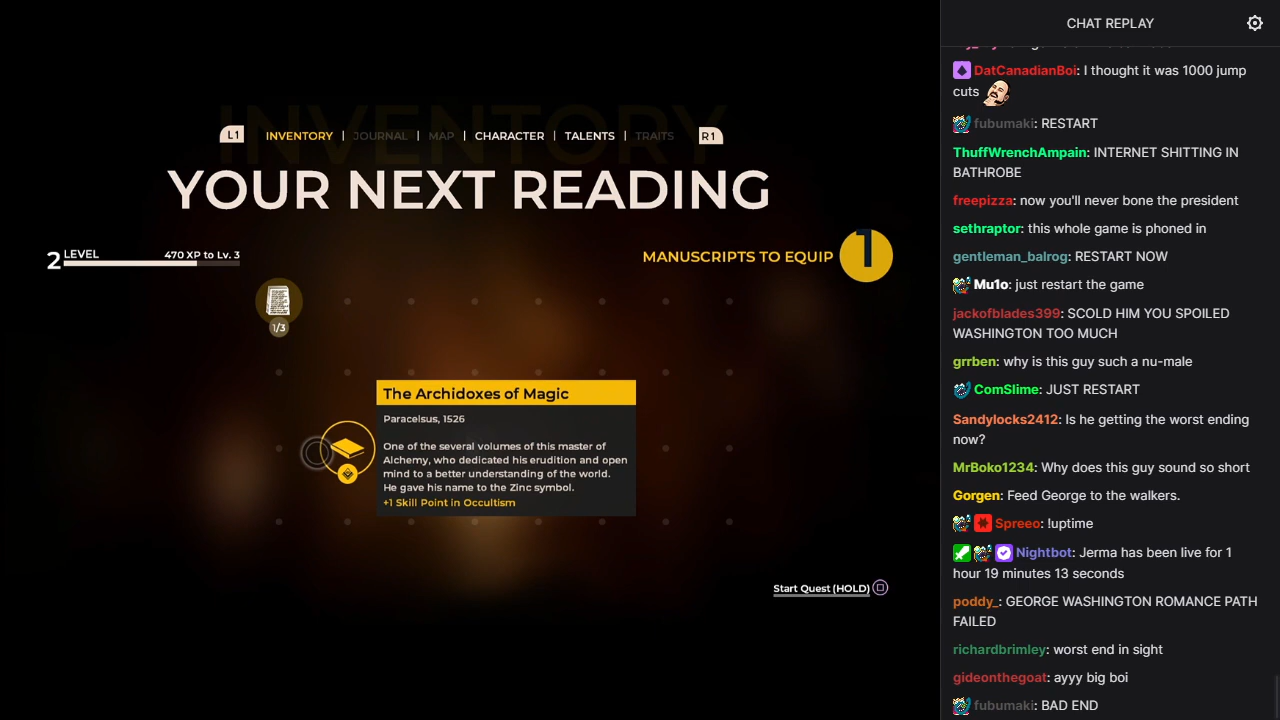 INVENTORY
L1 INVENTORY | JOURNAL | MAP | CHARACTER | TALENTS | TRAITS R1
YOUR NEXT READING
2 LEVEL 470 XP to Lv. 3
MANUSCRIPTS TO EQUIP 1
1/3
The Archidoxes of Magic
Paracelsus, 1526
One of the several volumes of this master of
Alchemy, who dedicated his erudition and open
mind to a better understanding of the world.
He gave his name to the Zinc symbol.
+1 Skill Point in Occultism
Start Quest (HOLD)
CHAT REPLAY
DatCanadianBoi: I thought it was 1000 jump
cuts
fubumaki: RESTART
ThuffWrenchAmpain: INTERNET SHITTING IN
BATHROBE
freepizza: now you'll never bone the president
sethraptor: this whole game is phoned in
gentleman_balrog: RESTART NOW
Mu1o: just restart the game
jackofblades399: SCOLD HIM YOU SPOILED
WASHINGTON TOO MUCH
grrben: why is this guy such a nu-male
ComSlime: JUST RESTART
Sandylocks2412: Is he getting the worst ending
now?
MrBoko1234: Why does this guy sound so short
Gorgen: Feed George to the walkers.
Spreeo: !uptime
Nightbot: Jerma has been live for 1
hour 19 minutes 13 seconds
poddy_: GEORGE WASHINGTON ROMANCE PATH
FAILED
richardbrimley: worst end in sight
gideonthegoat: ayyy big boi
fubumaki: BAD END